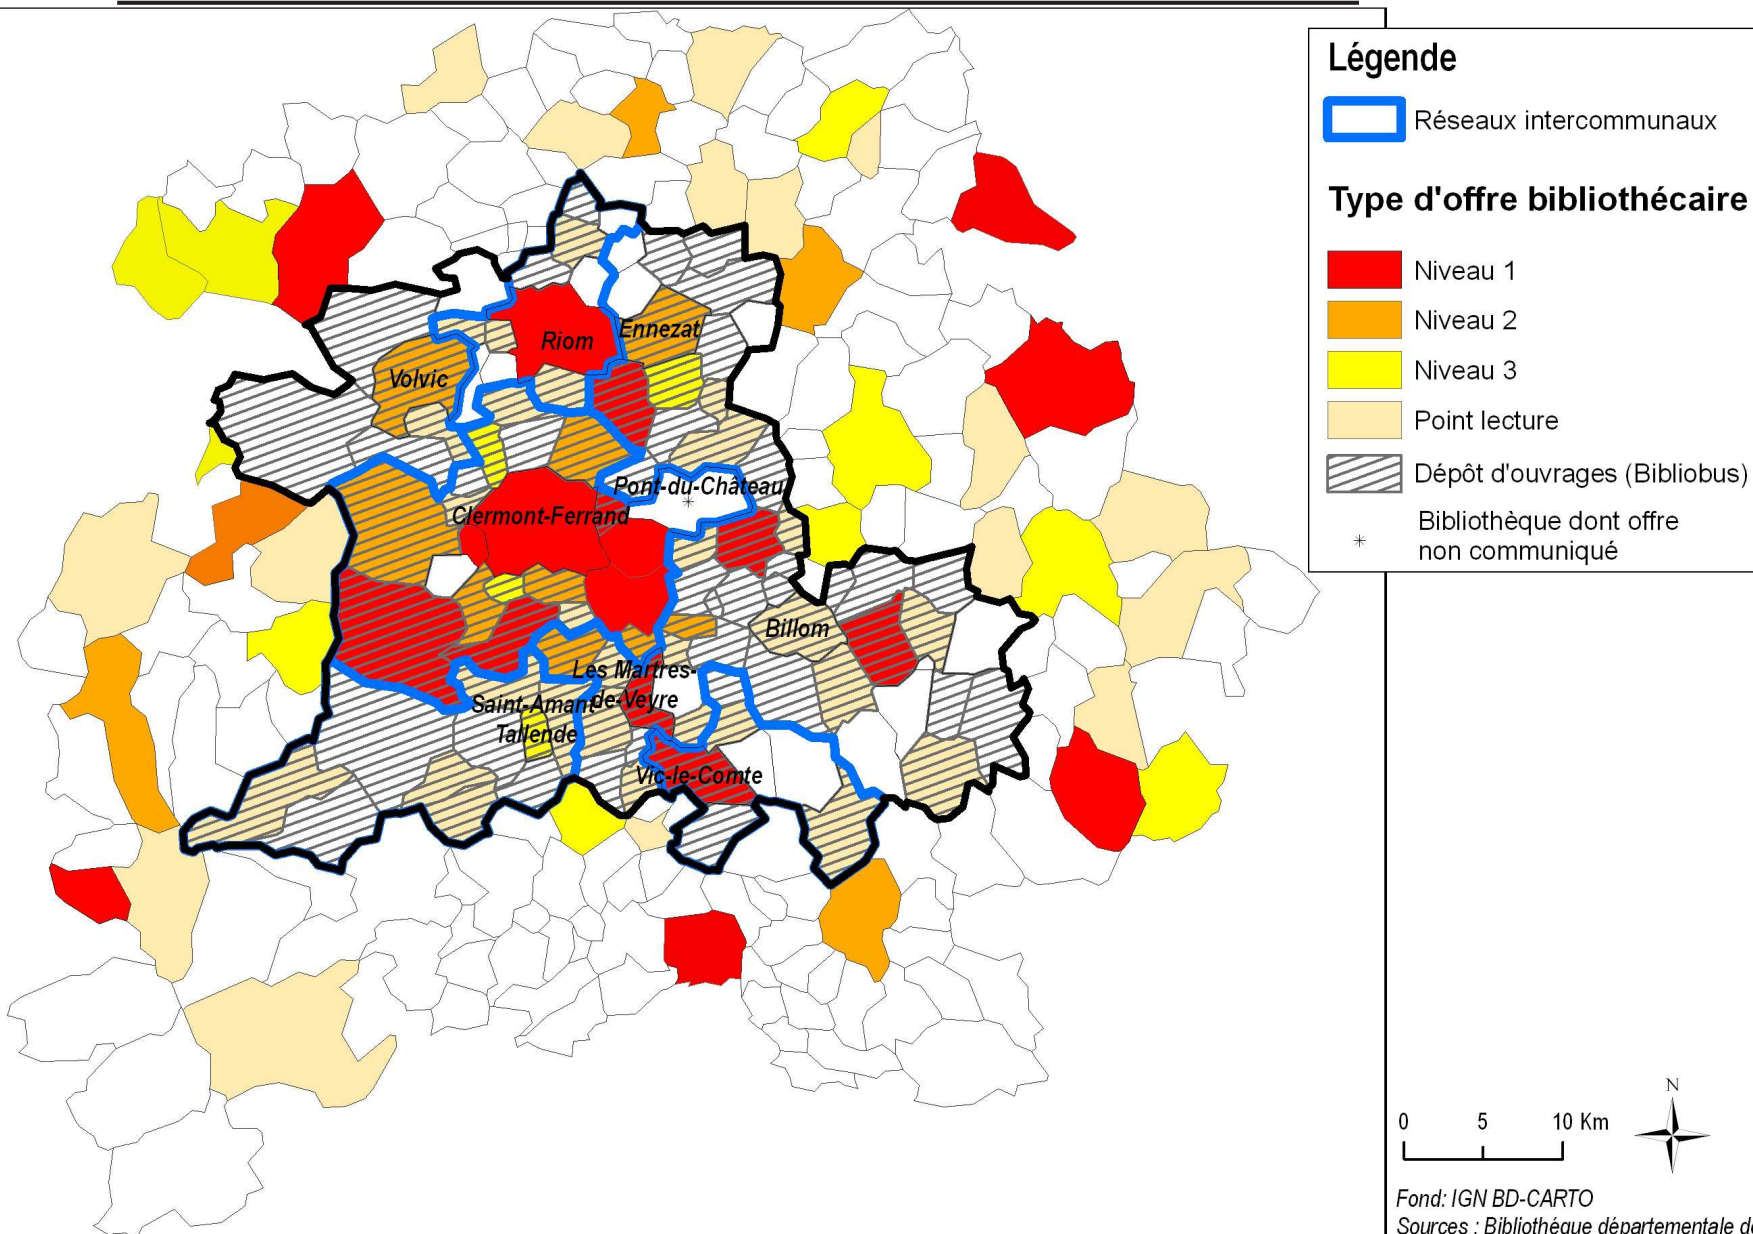 Légende
Réseaux intercommunaux
Type d'offre bibliothécaire
Niveau 1
Niveau 2
Niveau 3
Point lecture
Dépôt d'ouvrages (Bibliobus)
Bibliothèque dont offre
non communiqué
Riom
Ennezat
Volvic
Pont-du-Château
Clermont-Ferrand
Billom
Les Martres-
de-Veyre
Saint-Amant
Tallende
Vic-le-Comte
N
0 5 10 Km
Fond: IGN BD-CARTO
Sources : Bibliothéque départementale de